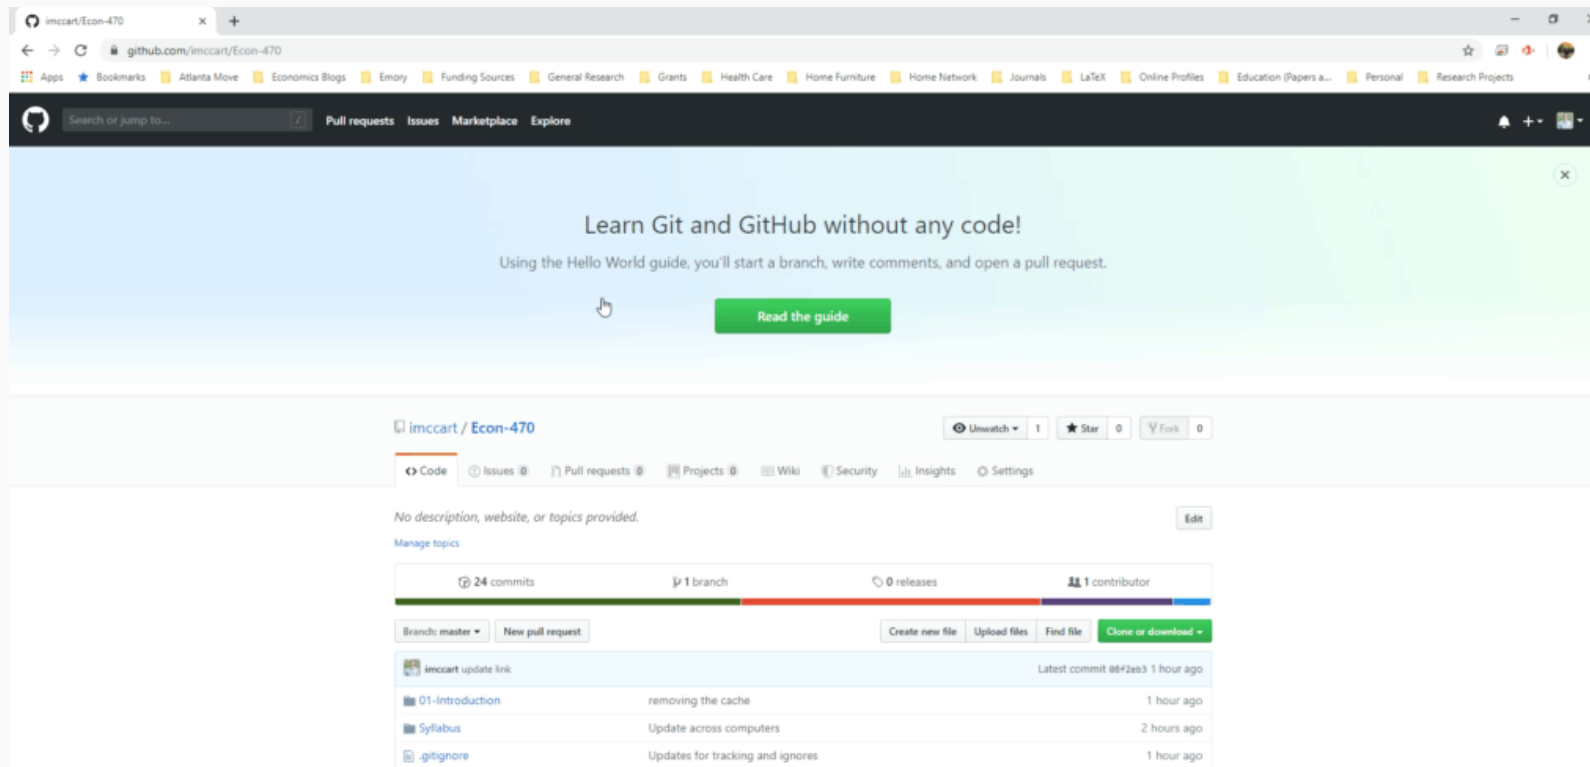 imccart/Econ-470
github.com/imccart/Econ-470
Apps Bookmarks Atlanta Move Economics Blogs Emory Funding Sources General Research Grants Health Care Home Furniture Home Network Journals LaTeX Online Profiles Education (Papers a... Personal Research Projects
Search or jump to... / Pull requests Issues Marketplace Explore
Learn Git and GitHub without any code!
Using the Hello World guide, you'll start a branch, write comments, and open a pull request.
Read the guide
imccart / Econ-470 Unwatch 1 Star 0 Fork 0
Code Issues 0 Pull requests 0 Projects 0 Wiki Security Insights Settings
No description, website, or topics provided. Edit
Manage topics
24 commits 1 branch 0 releases 1 contributor
Branch: master New pull request Create new file Upload files Find file Clone or download
imccart update link Latest commit 08f2eb3 1 hour ago
01-Introduction removing the cache 1 hour ago
Syllabus Update across computers 2 hours ago
.gitignore Updates for tracking and ignores 1 hour ago